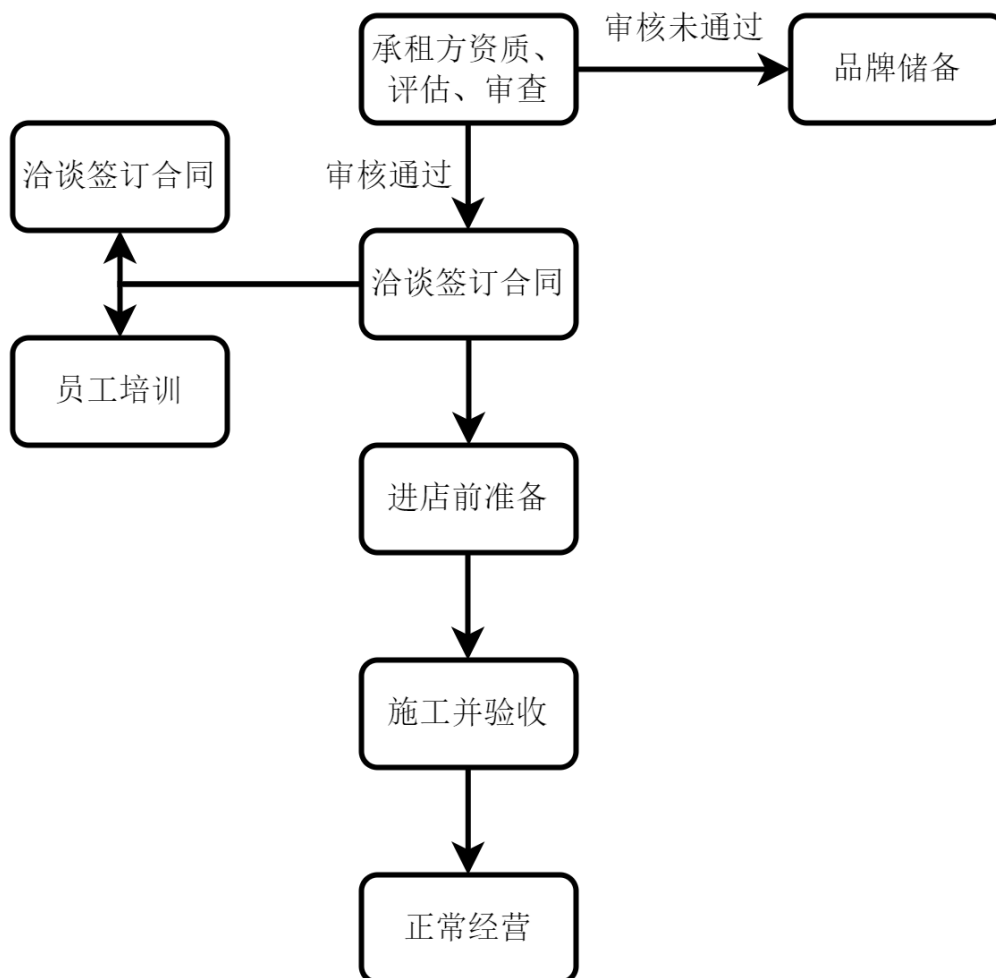 承租方资质、
评估、审查
审核未通过
品牌储备
审核通过
洽谈签订合同
洽谈签订合同
员工培训
进店前准备
施工并验收
正常经营